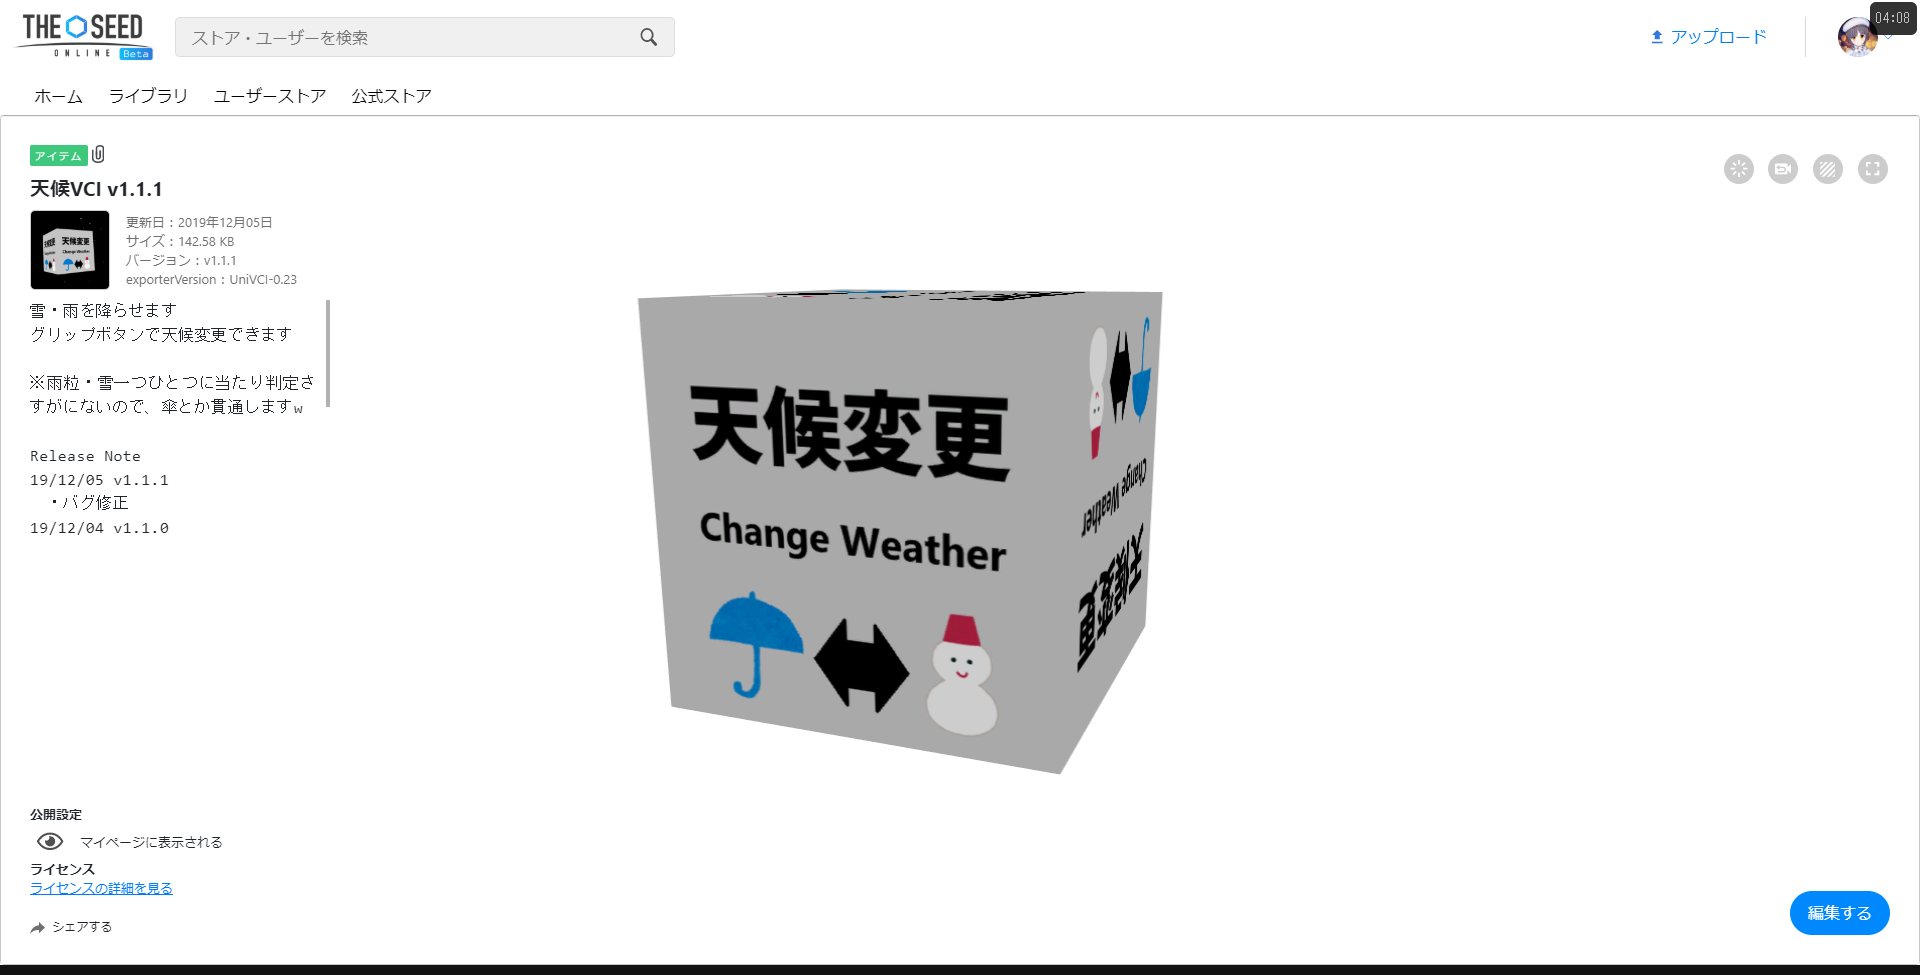 THE SEED
ONLINE Beta
ストア・ユーザーを検索
アップロード
04:08
ホーム ライブラリ ユーザーストア 公式ストア
アイテム
天候VCI v1.1.1
更新日：2019年12月05日
サイズ：142.58 KB
バージョン：v1.1.1
exporterVersion：UniVCI-0.23
雪・雨を降らせます
グリップボタンで天候変更できます
※雨粒・雪一つひとつに当たり判定さ
すがにないので、傘とか貫通しますw
Release Note
19/12/05 v1.1.1
・バグ修正
19/12/04 v1.1.0
天候変更
Change Weather
天候変更
Change Weather
天候変更
Change Weather
公開設定
マイページに表示される
ライセンス
ライセンスの詳細を見る
シェアする
編集する